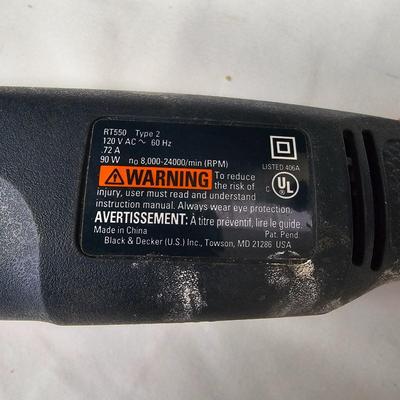 RT550 Type 2
120 V AC ~ 60 Hz
.72 A
90 W n₀ 8,000-24000/min (RPM)
LISTED 406A
⚠WARNING To reduce
the risk of
C UL
injury, user must read and understand
instruction manual. Always wear eye protection.
AVERTISSEMENT: À titre préventif, lire le guide.
Made in China
Pat. Pend.
Black & Decker (U.S.) Inc., Towson, MD 21286 USA